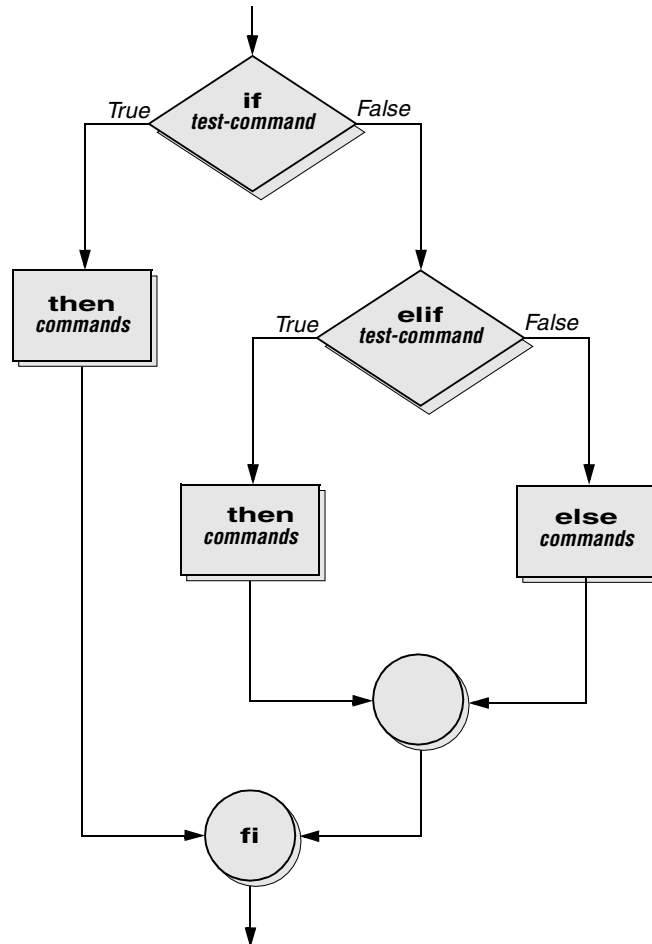 if
test-command
True
False
then
commands
elif
test-command
True
False
then
commands
else
commands
fi